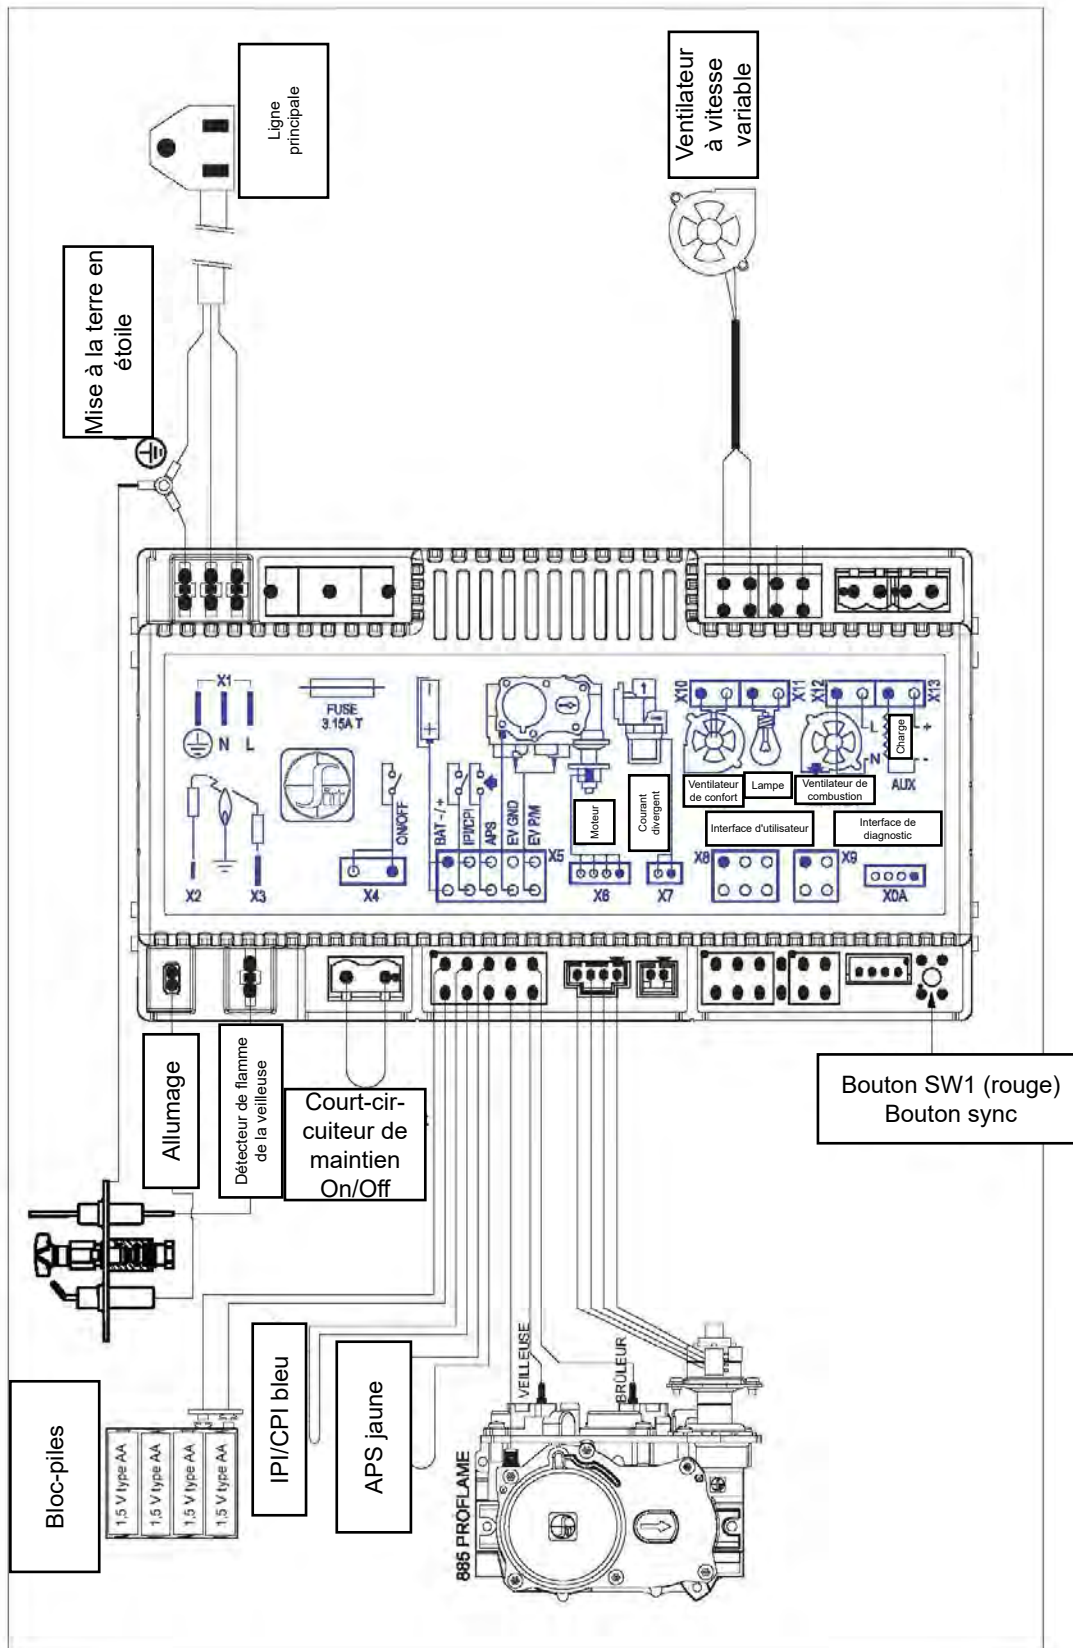 Ligne
principale
Ventilateur
à vitesse
variable
Mise à la terre en
étoile
X1
N
L
FUSE
3.15A T
X2
X3
ON/OFF
X4
BAT -/+
IPI/CPI
APS
EV GND
EV P/M
X5
Moteur
X6
1
Courant
divergent
X7
X10
X11
X12
X13
L
N
+
-
Charge
AUX
Ventilateur
de confort
Lampe
Ventilateur de
combustion
Interface d'utilisateur
Interface de
diagnostic
X8
X9
X0A
Allumage
Détecteur de flamme
de la veilleuse
Court-cir-
cuiteur de
maintien
On/Off
Bouton SW1 (rouge)
Bouton sync
Bloc-piles
1,5 V type AA
1,5 V type AA
1,5 V type AA
1,5 V type AA
IPI/CPI bleu
APS jaune
VEILLEUSE
BRÛLEUR
885 PROFLAME